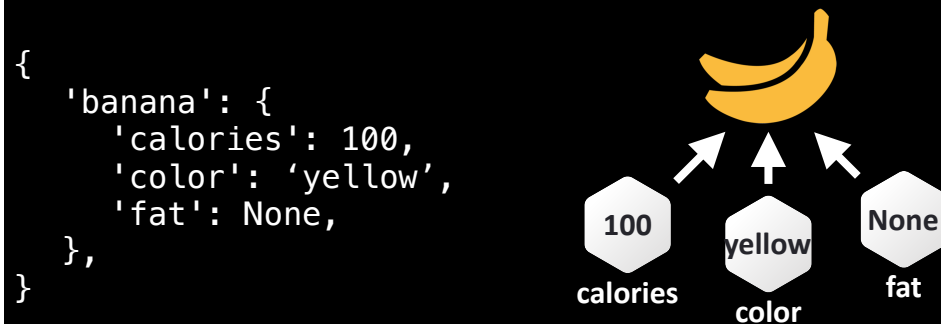 {
'banana': {
'calories': 100,
'color': ‘yellow’,
'fat': None,
},
}
100
calories
yellow
color
None
fat